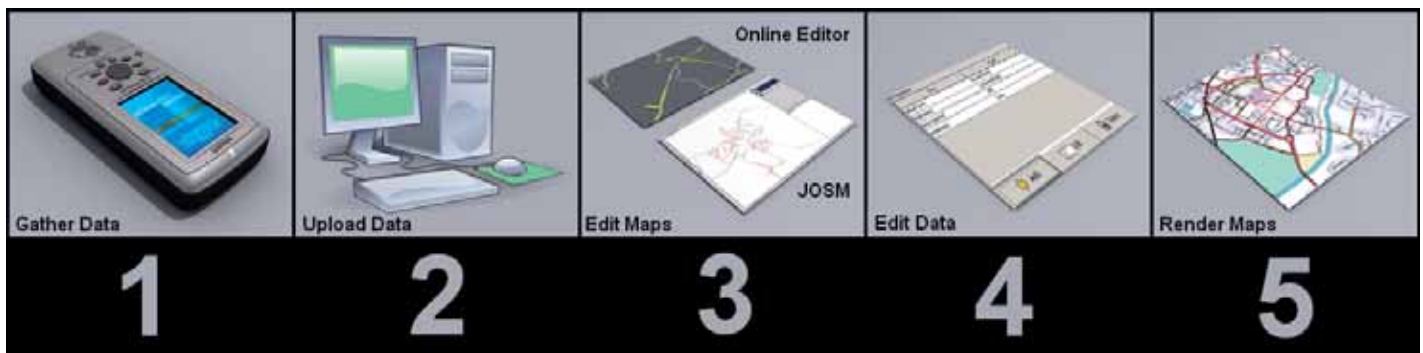 Online Editor
JOSM
Gather Data
Upload Data
Edit Maps
Edit Data
Render Maps
1
2
3
4
5